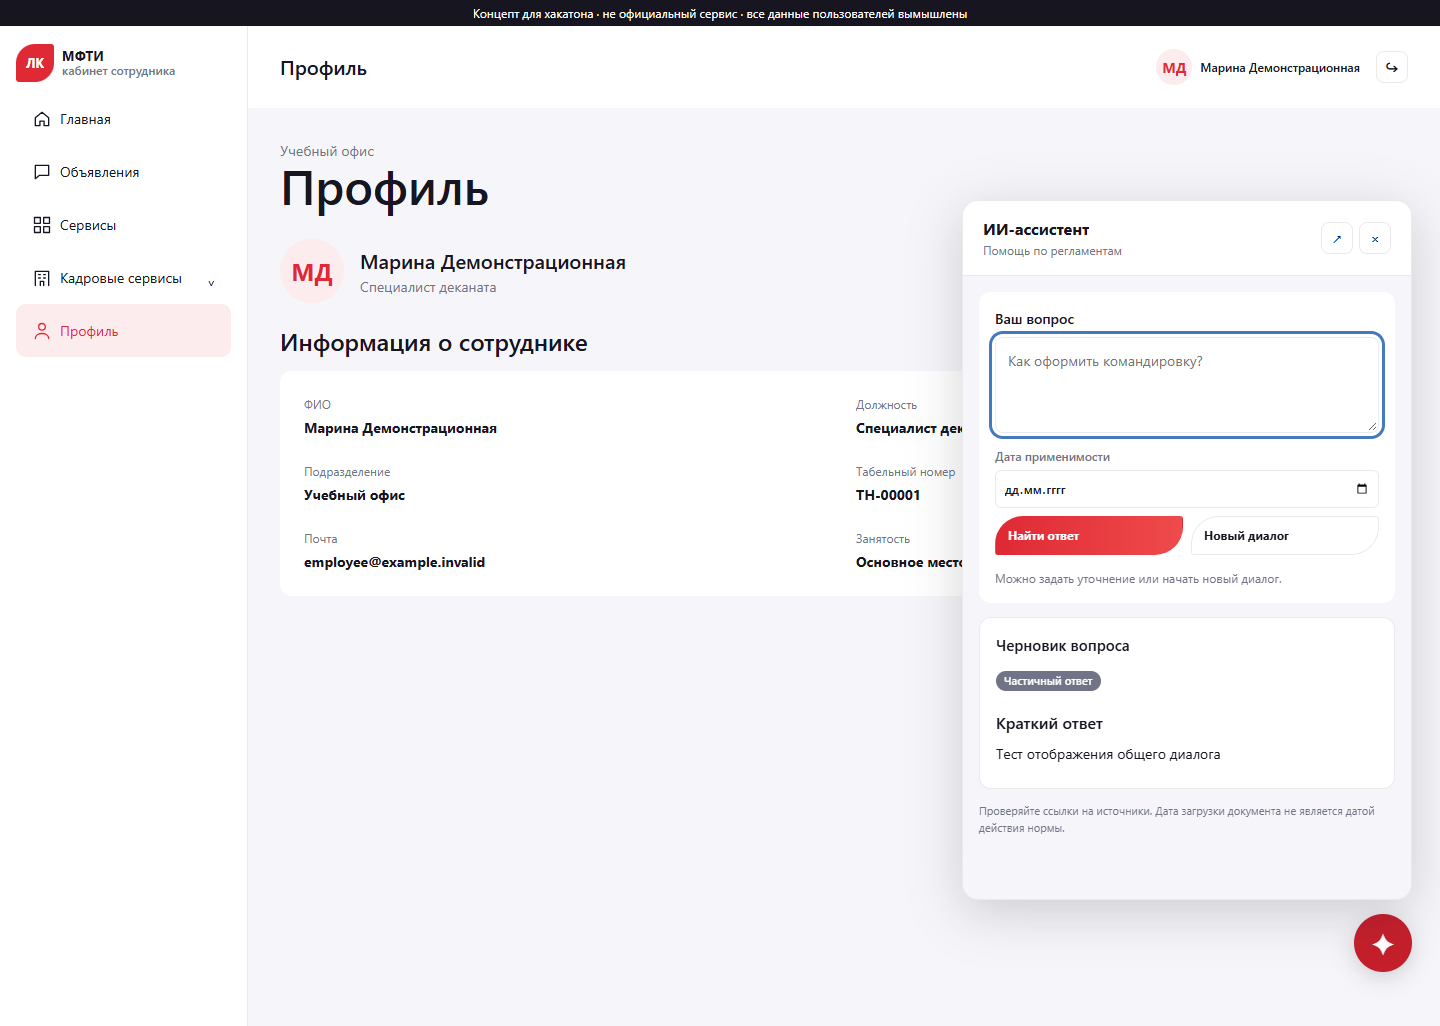 Концепт для хакатона · не официальный сервис · все данные пользователей вымышлены
ЛК
МФТИ
кабинет сотрудника
Главная
Объявления
Сервисы
Кадровые сервисы
Профиль
Профиль
МД
Марина Демонстрационная
Учебный офис
Профиль
МД
Марина Демонстрационная
Специалист деканата
Информация о сотруднике
ФИО
Марина Демонстрационная
Должность
Специалист дек
Подразделение
Учебный офис
Табельный номер
ТН-00001
Почта
employee@example.invalid
Занятость
Основное место
ИИ-ассистент
Помощь по регламентам
Ваш вопрос
Как оформить командировку?
Дата применимости
дд.мм.гггг
Найти ответ
Новый диалог
Можно задать уточнение или начать новый диалог.
Черновик вопроса
Частичный ответ
Краткий ответ
Тест отображения общего диалога
Проверяйте ссылки на источники. Дата загрузки документа не является датой
действия нормы.